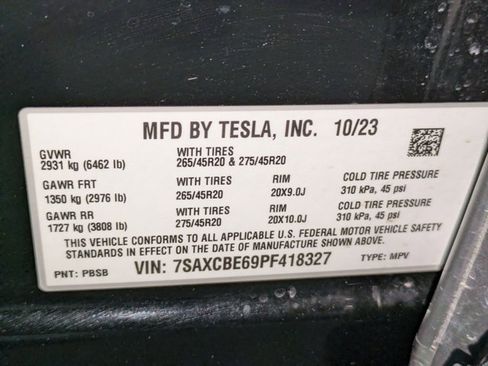 MFD BY TESLA, INC. 10/23
GVWR WITH TIRES
2931 kg (6462 lb) 265/45R20 & 275/45R20
GAWR FRT WITH TIRES RIM COLD TIRE PRESSURE
1350 kg (2976 lb) 265/45R20 20X9.0J 310 kPa, 45 psi
GAWR RR WITH TIRES RIM COLD TIRE PRESSURE
1727 kg (3808 lb) 275/45R20 20X10.0J 310 kPa, 45 psi
THIS VEHICLE CONFORMS TO ALL APPLICABLE U.S. FEDERAL MOTOR VEHICLE SAFETY
STANDARDS IN EFFECT ON THE DATE OF MANUFACTURE SHOWN ABOVE.
PNT: PBSB VIN: 7SAXCBE69PF418327 TYPE: MPV